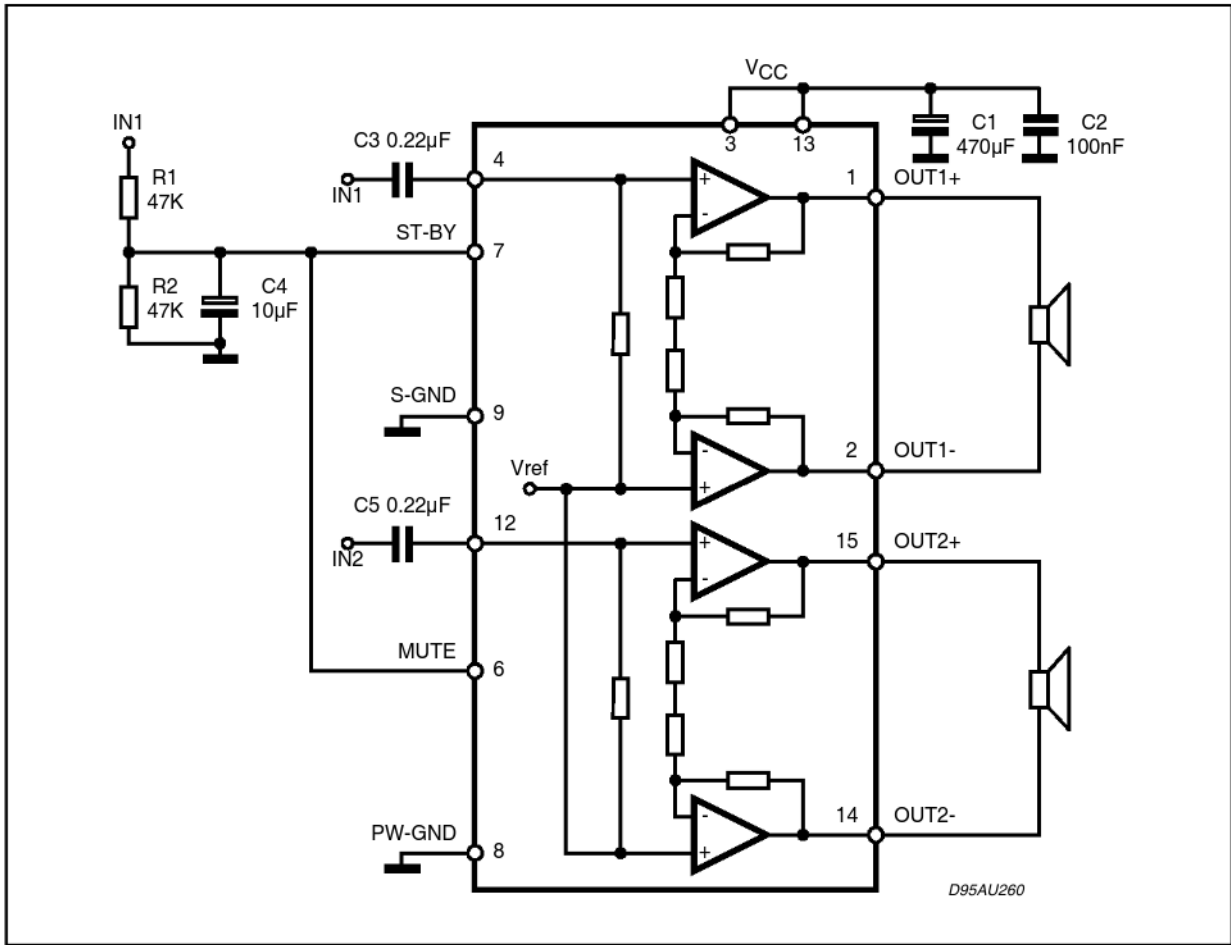 VCC
IN1
C3 0.22µF
4
3
13
C1
470µF
C2
100nF
R1
47K
IN1
+
-
1
OUT1+
ST-BY
7
R2
47K
C4
10µF
S-GND
9
-
+
2
OUT1-
Vref
C5 0.22µF
12
IN2
+
-
15
OUT2+
MUTE
6
-
+
14
OUT2-
PW-GND
8
D95AU260